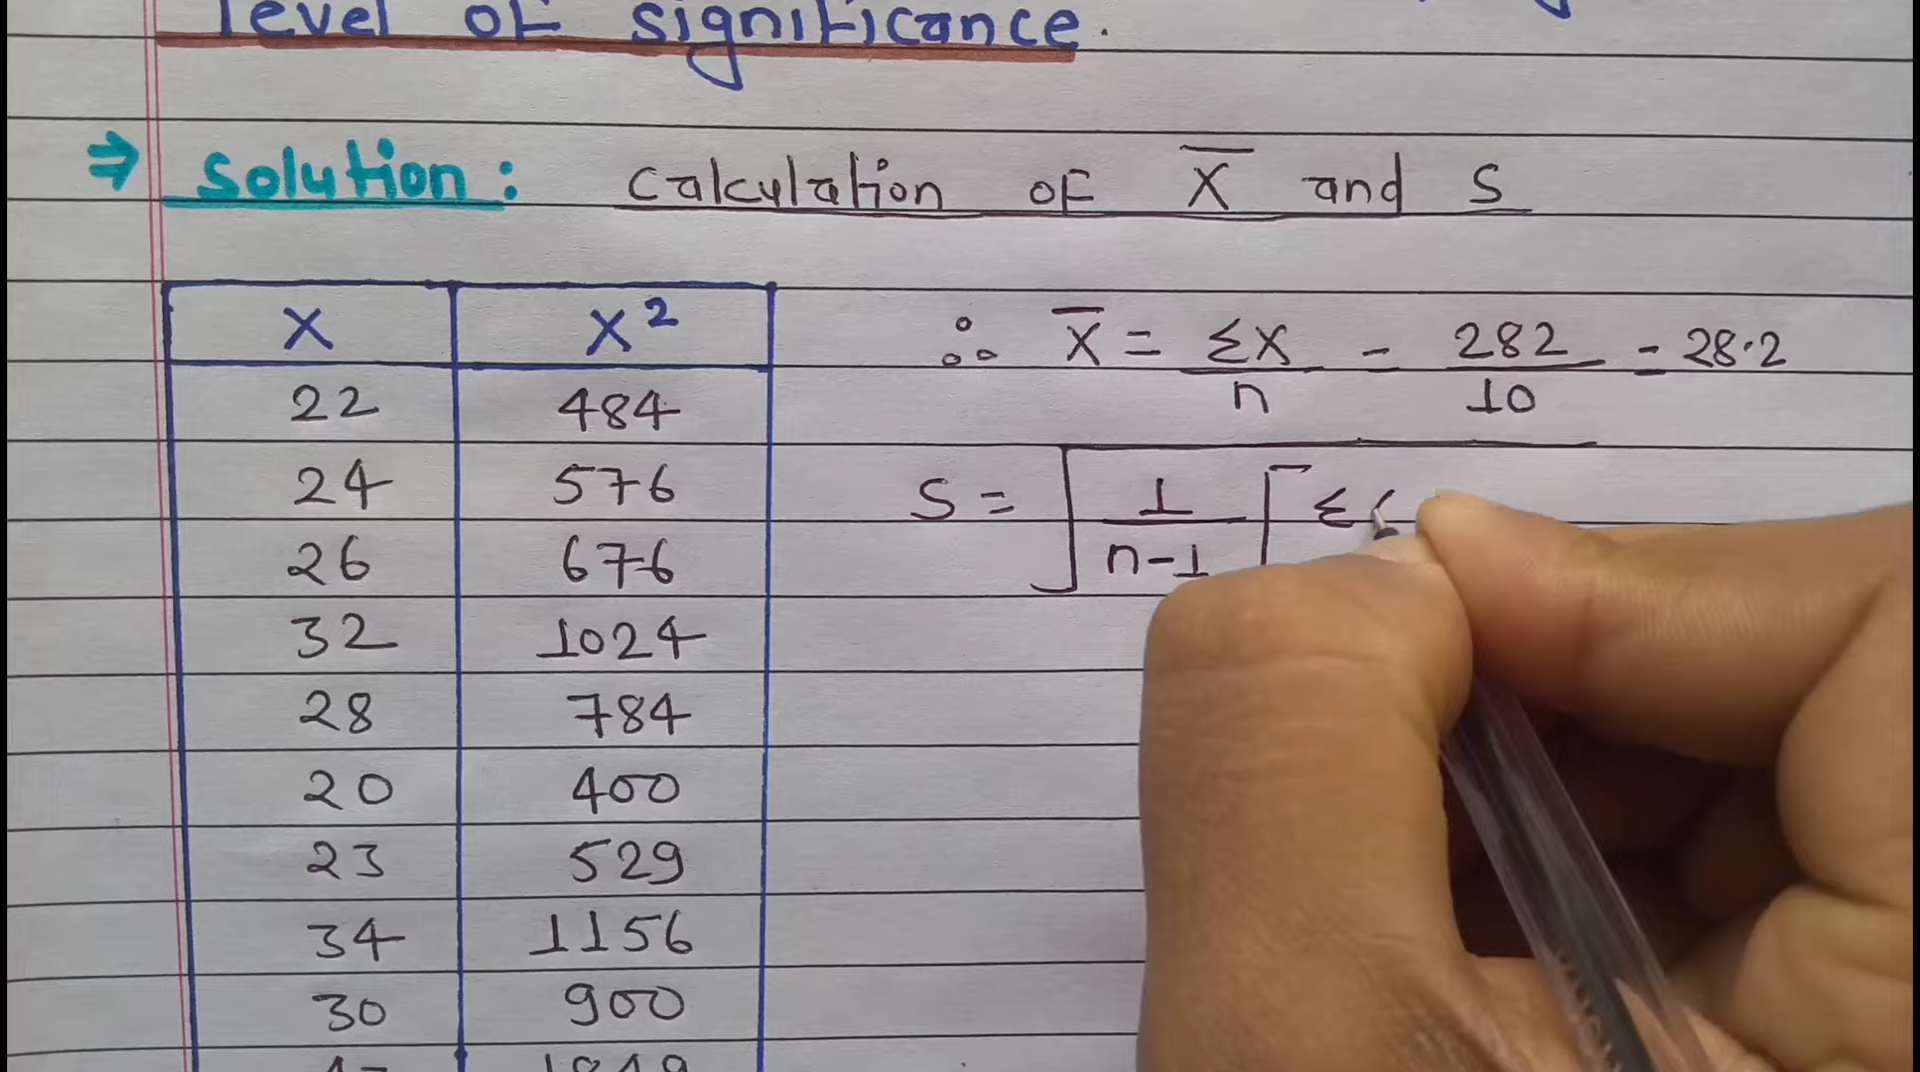 level of significance.
⇒ Solution: Calculation of X̅ and S
X X²
∴ X̅ = ΣX / n = 282 / 10 = 28.2
22 484
S = √ 1 / n-1 [ Σ
24 576
26 676
32 1024
28 784
20 400
23 529
34 1156
30 900